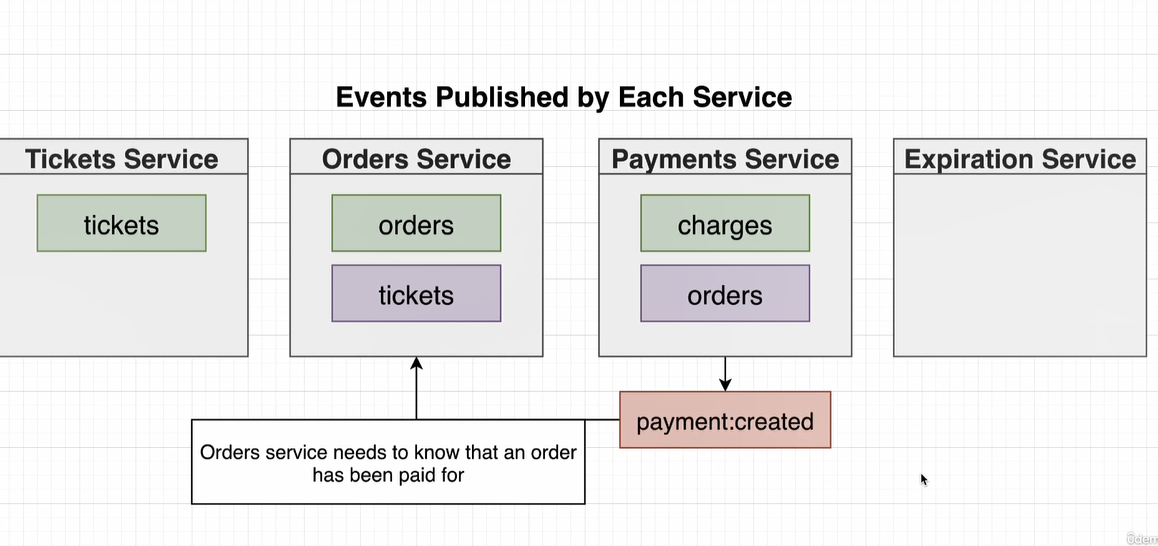 Events Published by Each Service
Tickets Service
Orders Service
Payments Service
Expiration Service
tickets
orders
charges
tickets
orders
payment:created
Orders service needs to know that an order
has been paid for